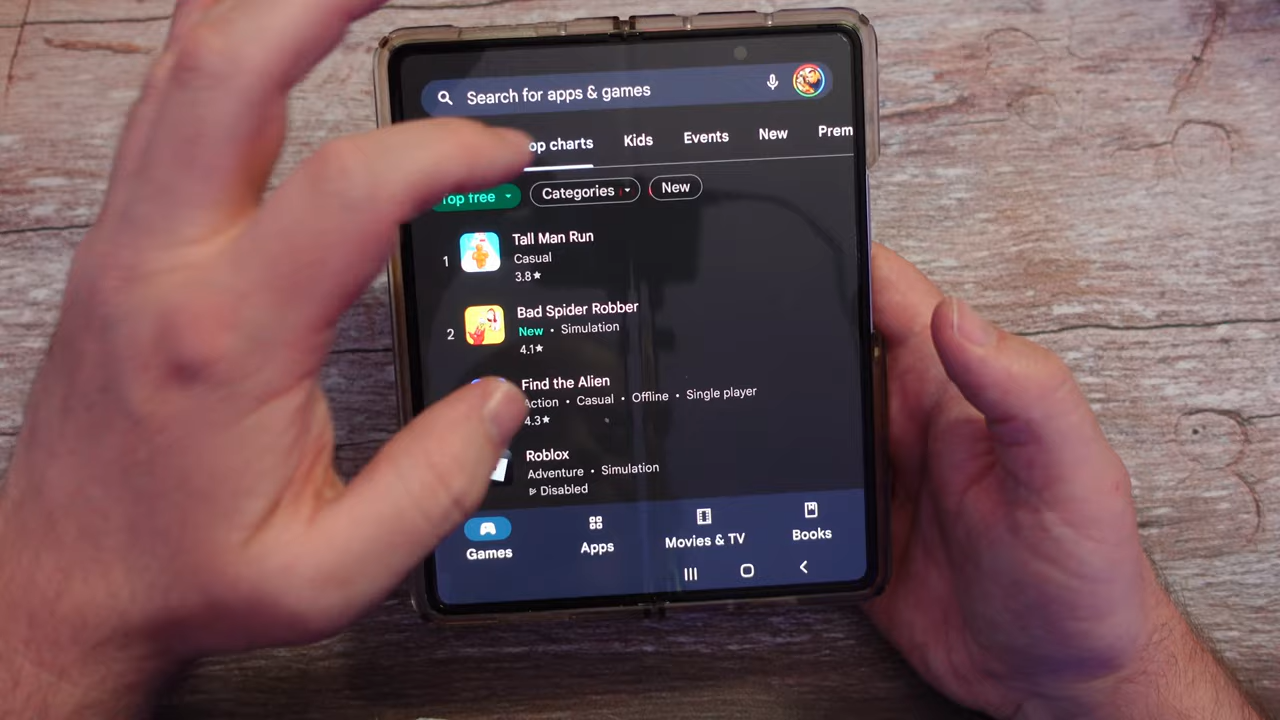 Search for apps & games
op charts Kids Events New Prem
Top free Categories New
1 Tall Man Run
Casual
3.8★
2 Bad Spider Robber
New • Simulation
4.1★
Find the Alien
Action • Casual • Offline • Single player
4.3★
Roblox
Adventure • Simulation
Disabled
Games Apps Movies & TV Books